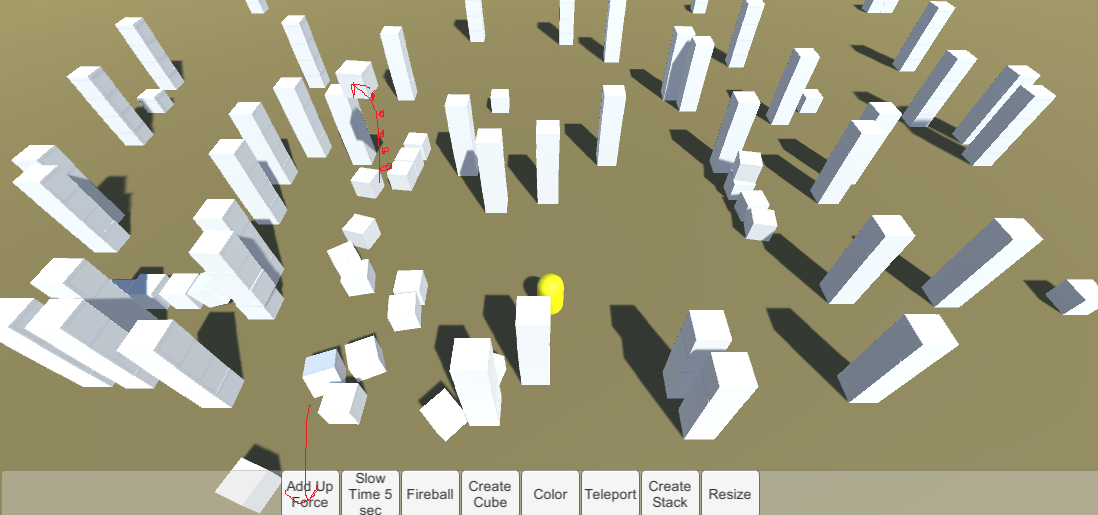 Add Up
Force
Slow
Time 5
sec
Fireball
Create
Cube
Color
Teleport
Create
Stack
Resize